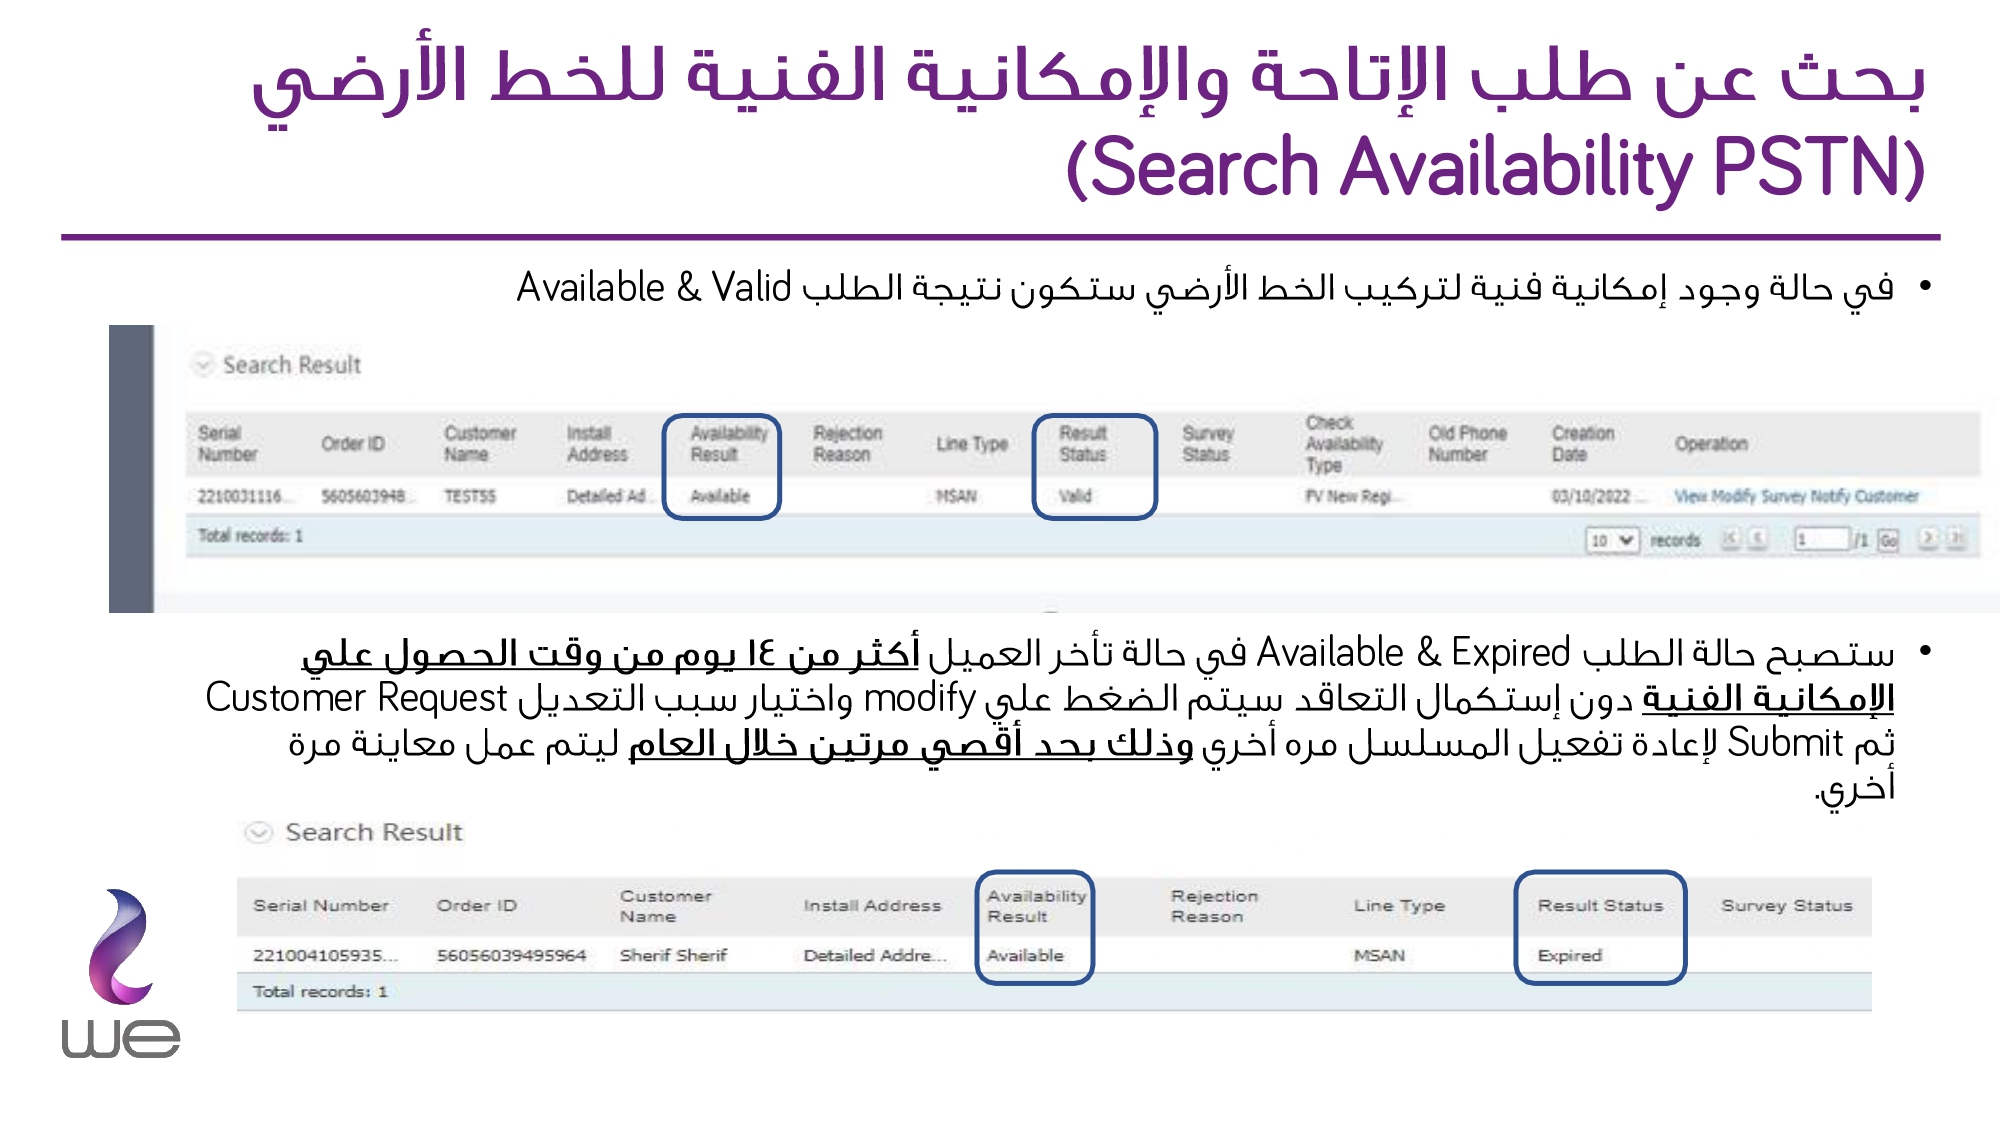 بحث عن طلب الإتاحة والإمكانية الفنية للخط الأرضي
(Search Availability PSTN)
• في حالة وجود إمكانية فنية لتركيب الخط الأرضي ستكون نتيجة الطلب Available & Valid
Search Result
Serial Number Order ID Customer Name Install Address Availability Result Rejection Reason Line Type Result Status Survey Status Check Availability Type Old Phone Number Creation Date Operation
2210031116... 5605603948... TEST55 Detailed Ad... Available MSAN Valid FV New Regi... 03/10/2022 ... View Modify Survey Notify Customer
Total records: 1 10 records 1 /1 Go
• ستصبح حالة الطلب Available & Expired في حالة تأخر العميل أكثر من ١٤ يوم من وقت الحصول علي
الإمكانية الفنية دون إستكمال التعاقد سيتم الضغط علي modify واختيار سبب التعديل Customer Request
ثم Submit لإعادة تفعيل المسلسل مره أخري وذلك بحد أقصي مرتين خلال العام ليتم عمل معاينة مرة
أخري.
Search Result
Serial Number Order ID Customer Name Install Address Availability Result Rejection Reason Line Type Result Status Survey Status
221004105935... 56056039495964 Sherif Sherif Detailed Addre... Available MSAN Expired
Total records: 1
we